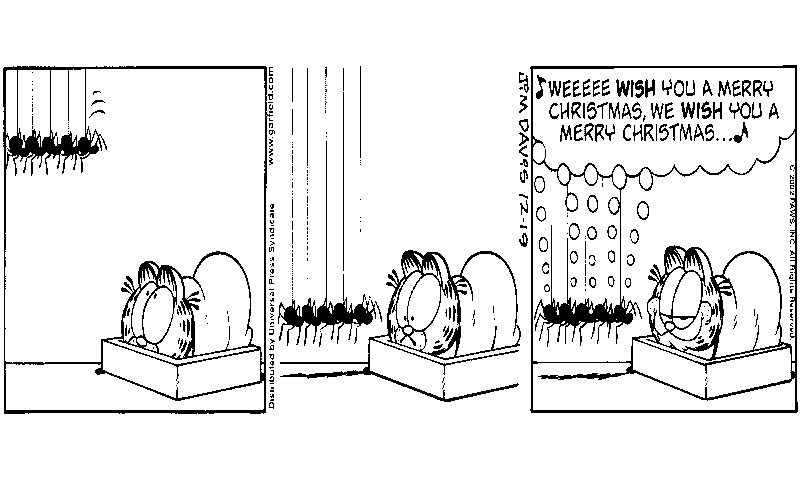 www.garfield.com
Distributed by Universal Press Syndicate
JIM DAVIS 12-19
♪WEEEEE WISH YOU A MERRY
CHRISTMAS, WE WISH YOU A
MERRY CHRISTMAS...♪
© 2002 PAWS, INC. All Rights Reserved.